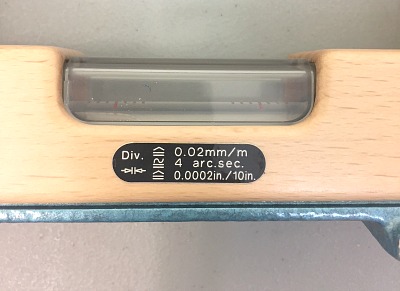 Div. 0.02mm/m
4 arc.sec.
0.0002in./10in.